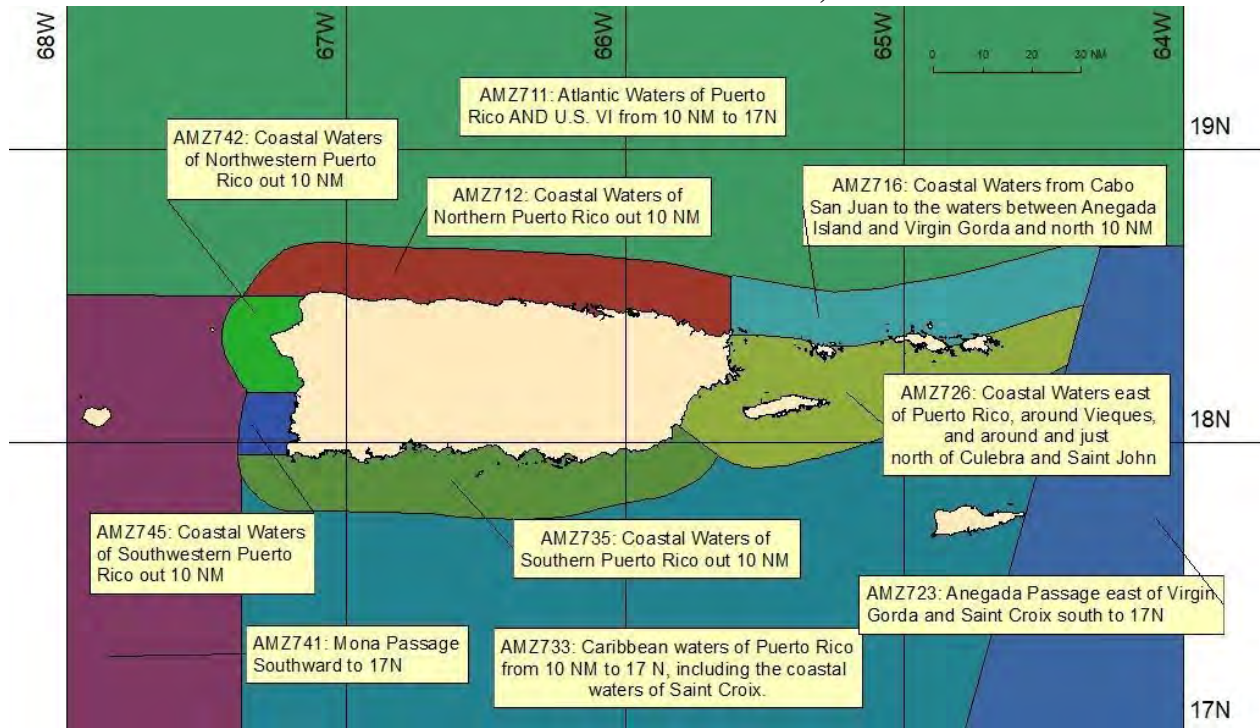 68W
67W
66W
65W
64W
0 10 20 30 NM
AMZ711: Atlantic Waters of Puerto
Rico AND U.S. VI from 10 NM to 17N
19N
AMZ742: Coastal Waters
of Northwestern Puerto
Rico out 10 NM
AMZ712: Coastal Waters of
Northern Puerto Rico out 10 NM
AMZ716: Coastal Waters from Cabo
San Juan to the waters between Anegada
Island and Virgin Gorda and north 10 NM
AMZ726: Coastal Waters east
of Puerto Rico, around Vieques,
and around and just
north of Culebra and Saint John
18N
AMZ745: Coastal Waters
of Southwestern Puerto
Rico out 10 NM
AMZ735: Coastal Waters of
Southern Puerto Rico out 10 NM
AMZ723: Anegada Passage east of Virgin
Gorda and Saint Croix south to 17N
AMZ741: Mona Passage
Southward to 17N
AMZ733: Caribbean waters of Puerto Rico
from 10 NM to 17 N, including the coastal
waters of Saint Croix.
17N